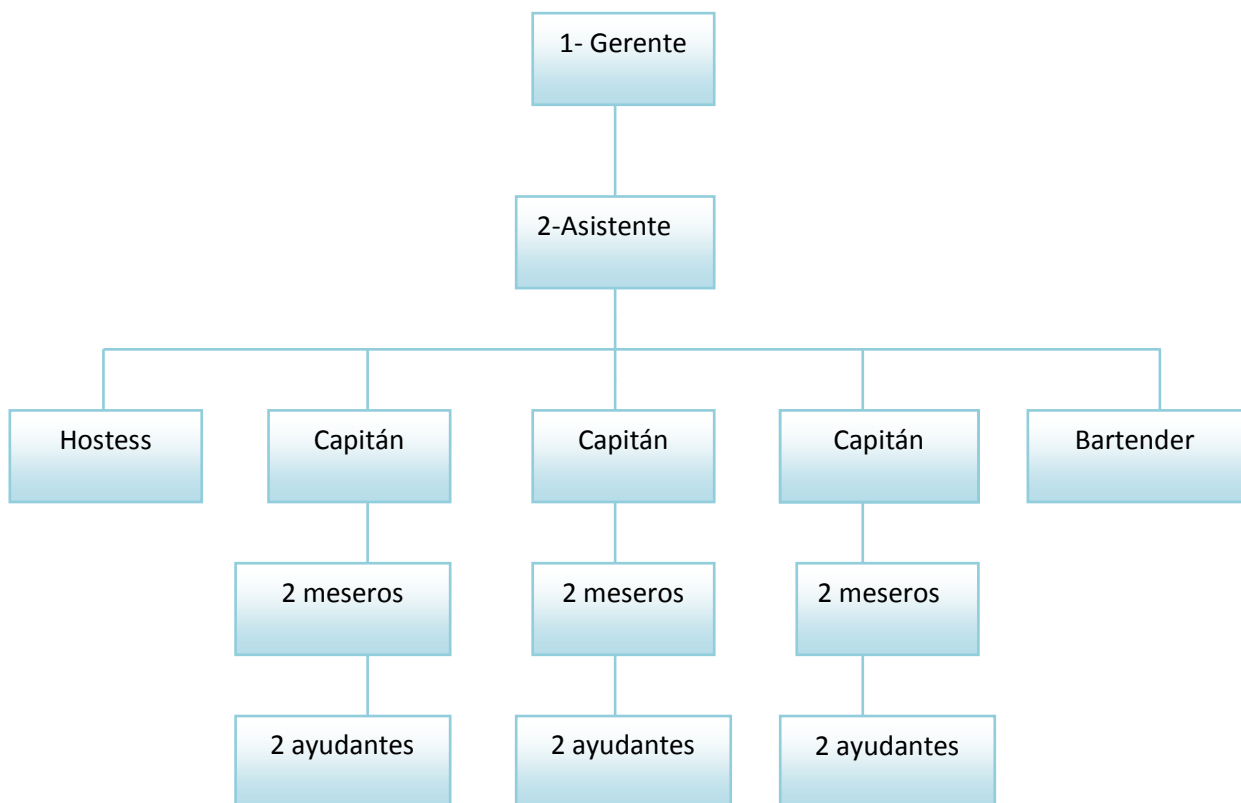 1- Gerente
2-Asistente
Hostess
Capitán
Capitán
Capitán
Bartender
2 meseros
2 meseros
2 meseros
2 ayudantes
2 ayudantes
2 ayudantes